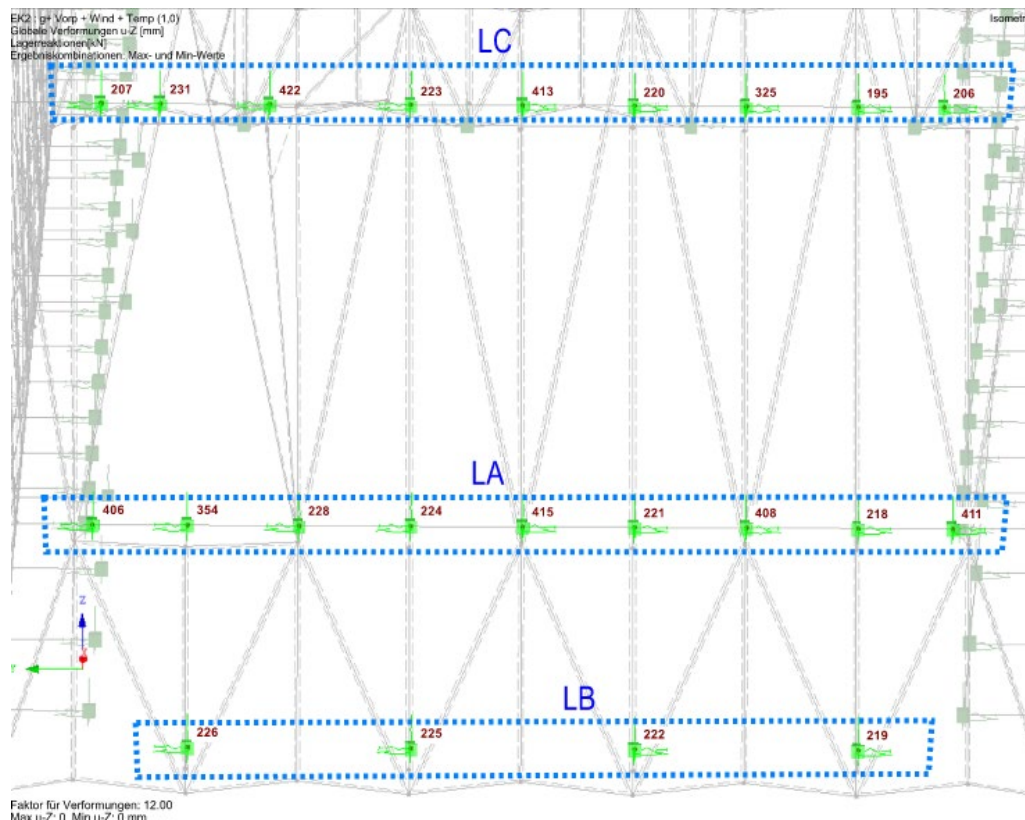 EK2 : g+ Vorp + Wind + Temp (1,0)
Isometr
Globale Verformungen u-Z [mm]
Lagerreaktionen[kN]
Ergebniskombinationen: Max- und Min-Werte
LC
207 231 422 223 413 220 325 195 206
LA
406 354 228 224 415 221 408 218 411
Z
LB
226 225 222 219
Faktor für Verformungen: 12.00
Max u-Z: 0, Min u-Z: 0 mm